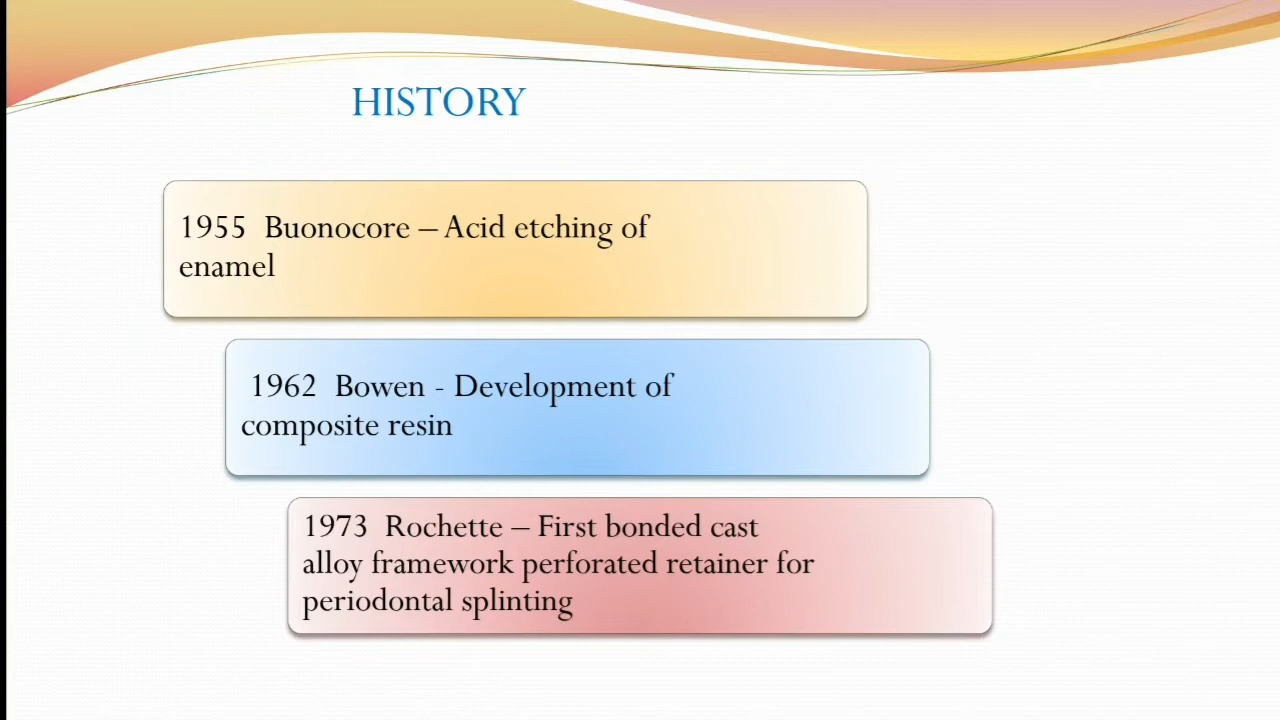 HISTORY
1955  Buonocore – Acid etching of
enamel
1962  Bowen - Development of
composite resin
1973  Rochette – First bonded cast
alloy framework perforated retainer for
periodontal splinting